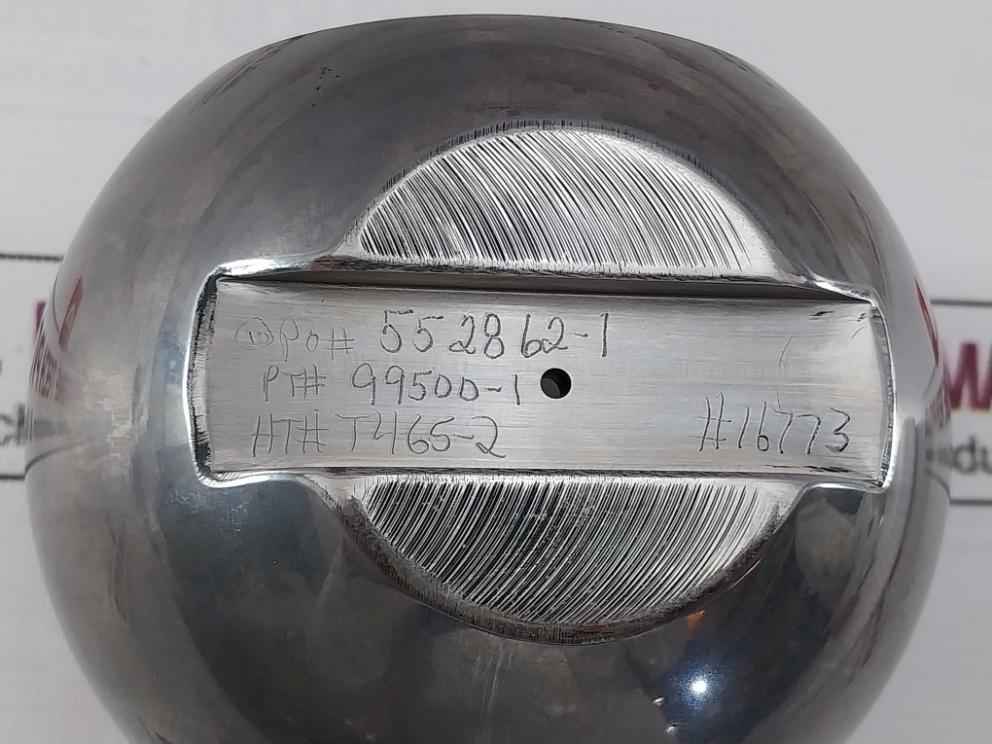 PO# 552862-1
PT# 99500-1
HT# T465-2
#16773